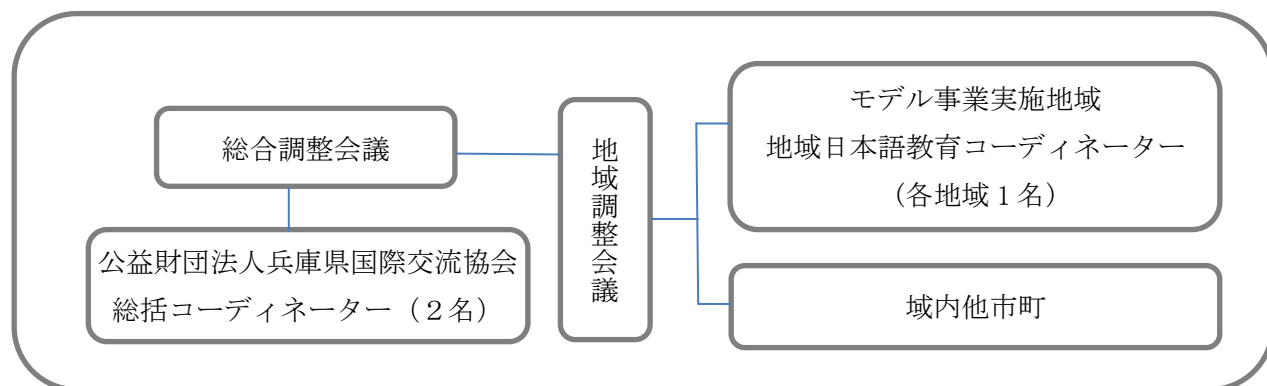 総合調整会議
公益財団法人兵庫県国際交流協会
総括コーディネーター（２名）
地域調整会議
モデル事業実施地域
地域日本語教育コーディネーター
（各地域１名）
域内他市町